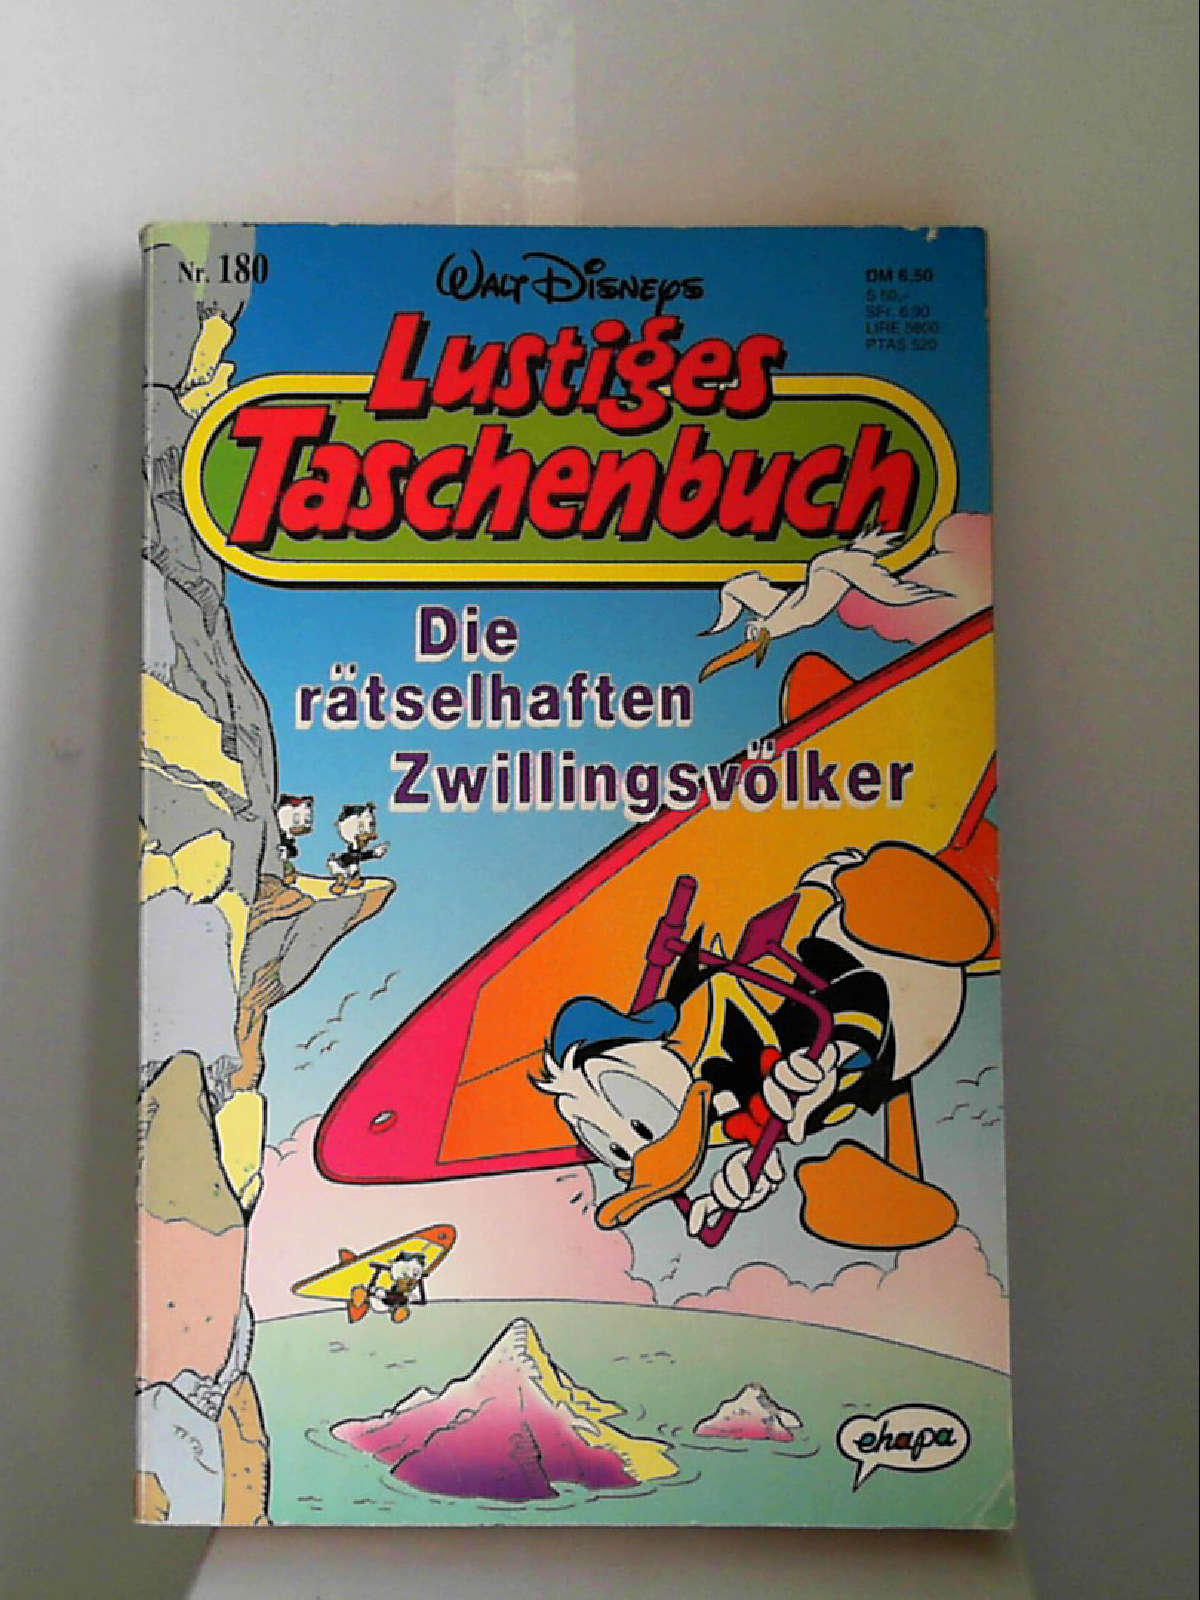 Nr. 180
WALT DISNEYS
DM 6,50
S 50,-
SFr. 6.90
LIRE 5800
PTAS 520
Lustiges
Taschenbuch
Die
rätselhaften
Zwillingsvölker
ehapa